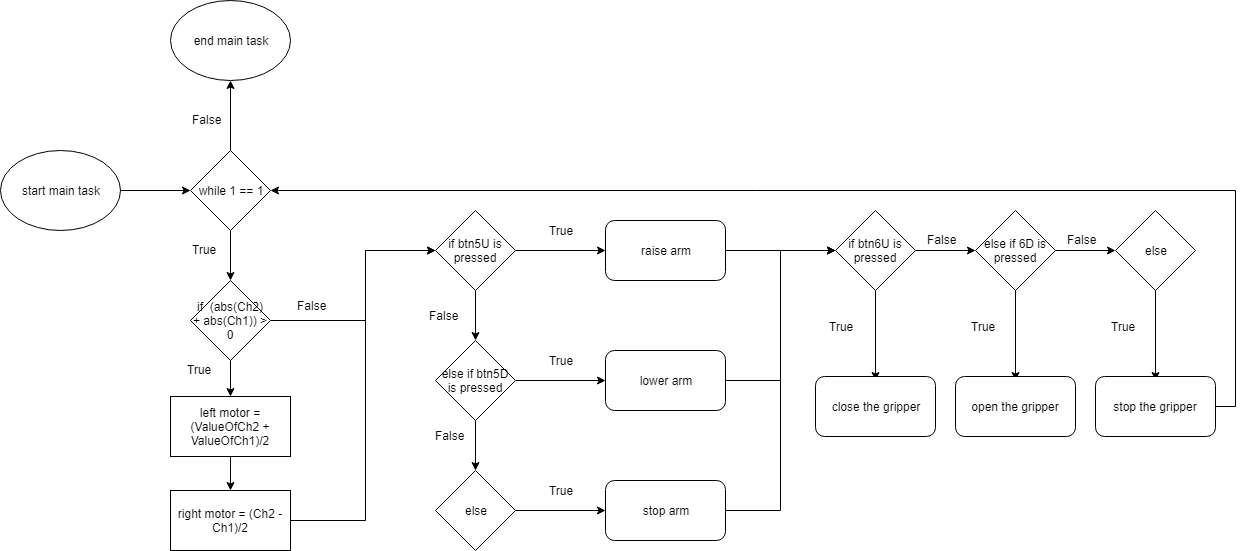 end main task
False
start main task
while 1 == 1
True
if (abs(Ch2)
+ abs(Ch1)) >
0
False
True
left motor =
(ValueOfCh2 +
ValueOfCh1)/2
right motor = (Ch2 -
Ch1)/2
if btn5U is
pressed
True
raise arm
False
else if btn5D
is pressed
True
lower arm
False
else
True
stop arm
if btn6U is
pressed
False
else if 6D is
pressed
False
else
True
True
True
close the gripper
open the gripper
stop the gripper